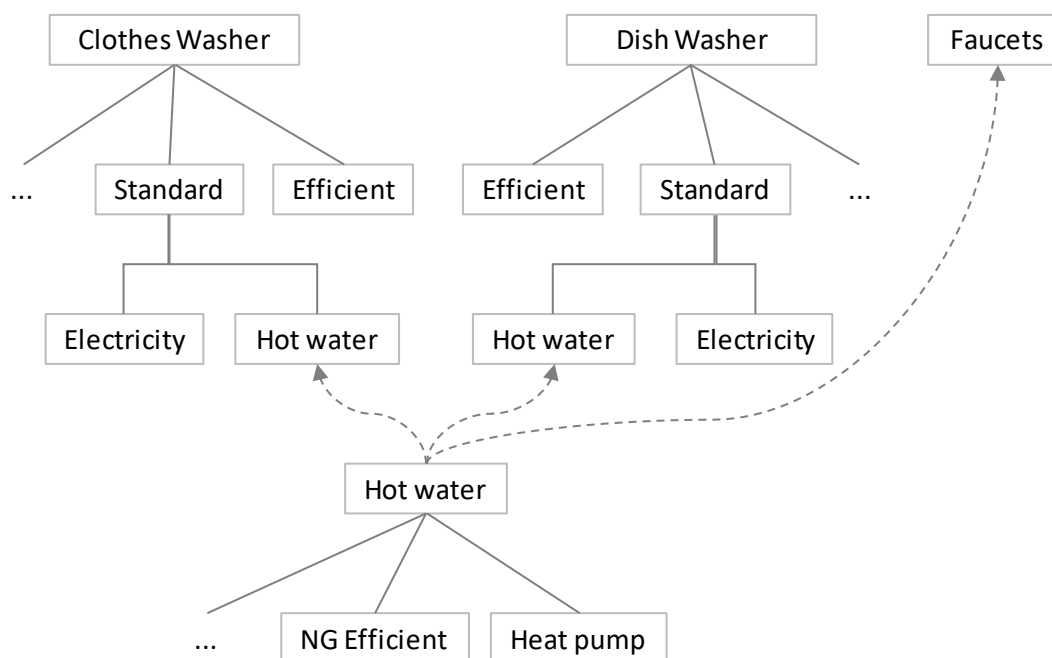 Clothes Washer
Dish Washer
Faucets
...
Standard
Efficient
Efficient
Standard
...
Electricity
Hot water
Hot water
Electricity
Hot water
...
NG Efficient
Heat pump